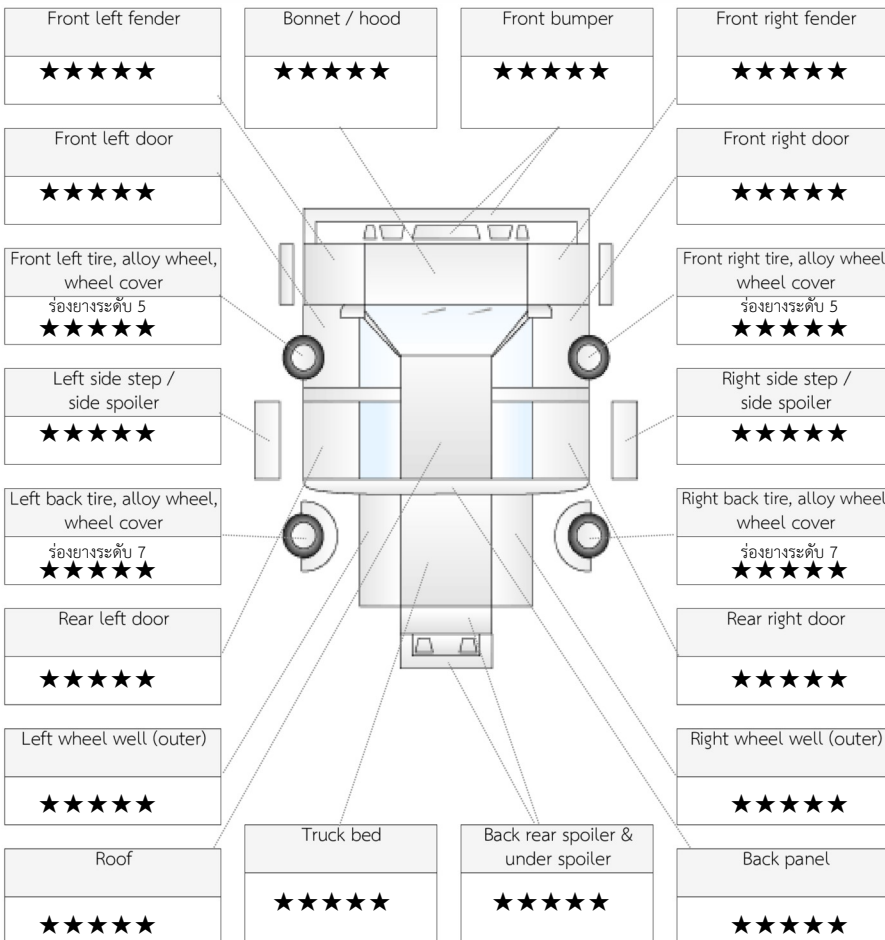 Front left fender
★★★★★
Bonnet / hood
★★★★★
Front bumper
★★★★★
Front right fender
★★★★★
Front left door
★★★★★
Front right door
★★★★★
Front left tire, alloy wheel,
wheel cover
ร่องยางระดับ 5
★★★★★
Front right tire, alloy wheel
wheel cover
ร่องยางระดับ 5
★★★★★
Left side step /
side spoiler
★★★★★
Right side step /
side spoiler
★★★★★
Left back tire, alloy wheel,
wheel cover
ร่องยางระดับ 7
★★★★★
Right back tire, alloy wheel
wheel cover
ร่องยางระดับ 7
★★★★★
Rear left door
★★★★★
Rear right door
★★★★★
Left wheel well (outer)
★★★★★
Right wheel well (outer)
★★★★★
Roof
★★★★★
Truck bed
★★★★★
Back rear spoiler &
under spoiler
★★★★★
Back panel
★★★★★